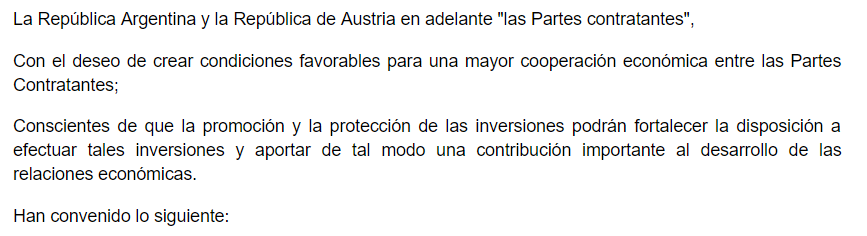 La República Argentina y la República de Austria en adelante "las Partes contratantes",
Con el deseo de crear condiciones favorables para una mayor cooperación económica entre las Partes
Contratantes;
Conscientes de que la promoción y la protección de las inversiones podrán fortalecer la disposición a
efectuar tales inversiones y aportar de tal modo una contribución importante al desarrollo de las
relaciones económicas.
Han convenido lo siguiente: